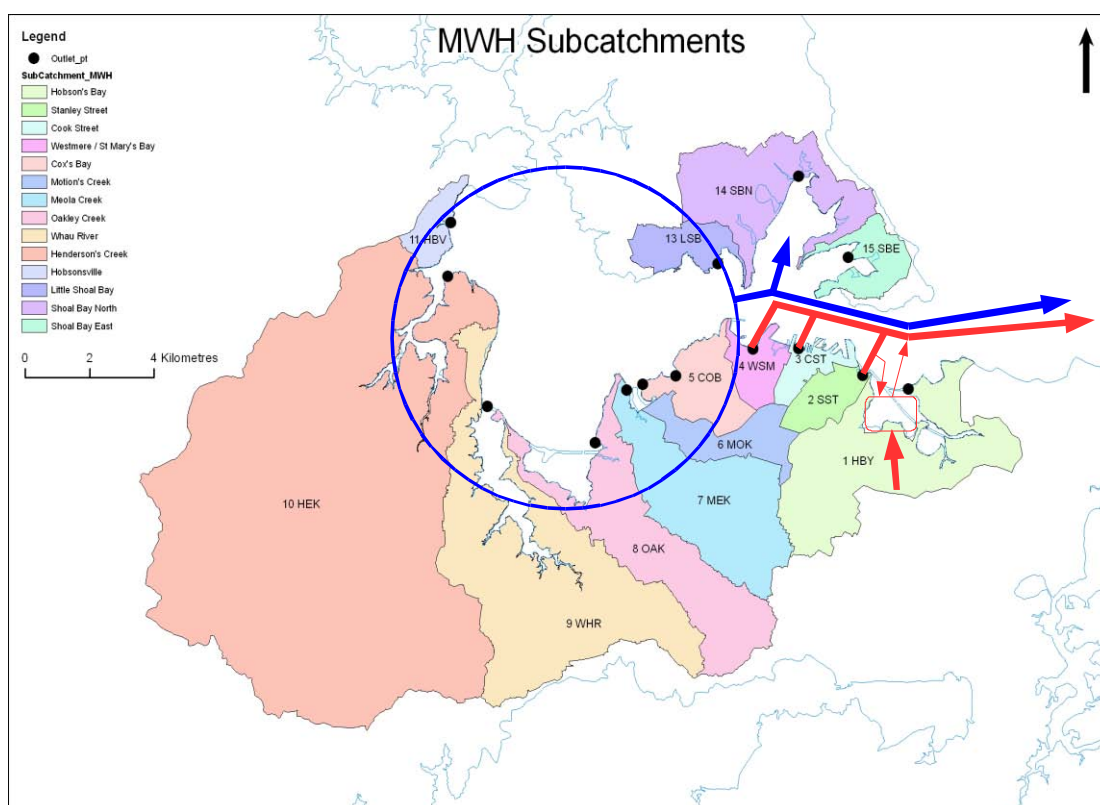 MWH Subcatchments
Legend
Outlet_pt
SubCatchment_MWH
Hobson's Bay
Stanley Street
Cook Street
Westmere / St Mary's Bay
Cox's Bay
Motion's Creek
Meola Creek
Oakley Creek
Whau River
Henderson's Creek
Hobsonsville
Little Shoal Bay
Shoal Bay North
Shoal Bay East
0 2 4 Kilometres
14 SBN
13 LSB
11 HBV
15 SBE
3 CST
4 WSM
5 COB
2 SST
6 MOK
1 HBY
7 MEK
10 HEK
8 OAK
9 WHR